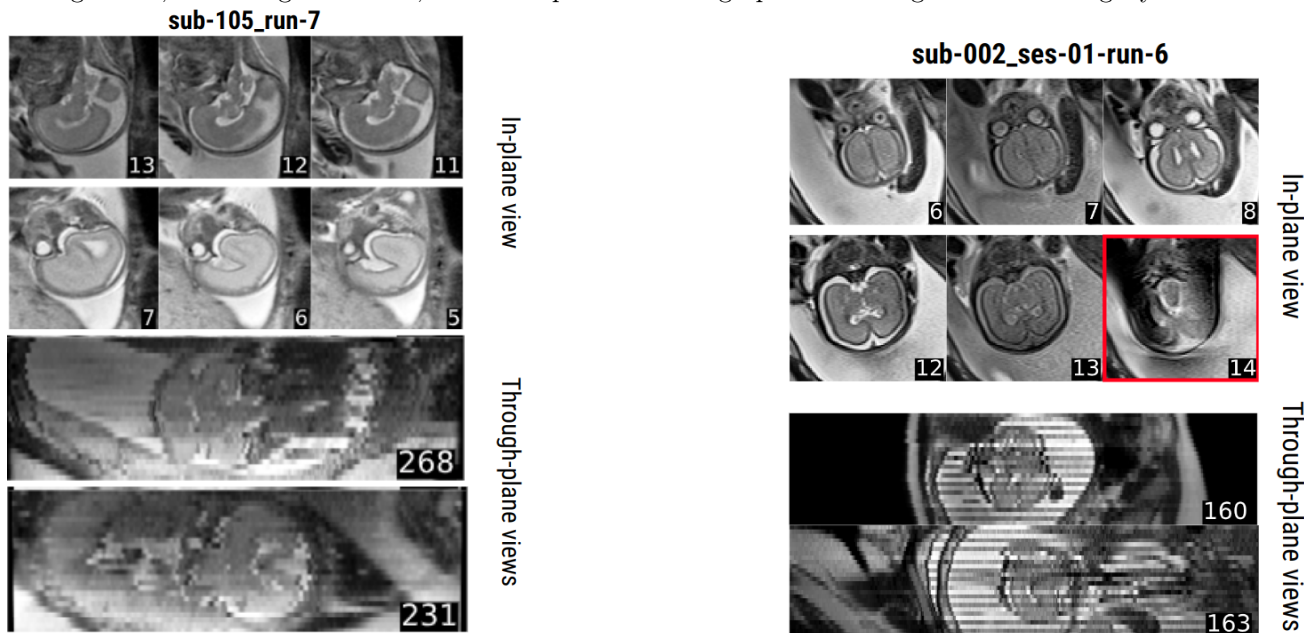 sub-105_run-7
13 12 11
7 6 5
268
231
In-plane view
Through-plane views
sub-002_ses-01-run-6
6 7 8
12 13 14
160
163
In-plane view
Through-plane views